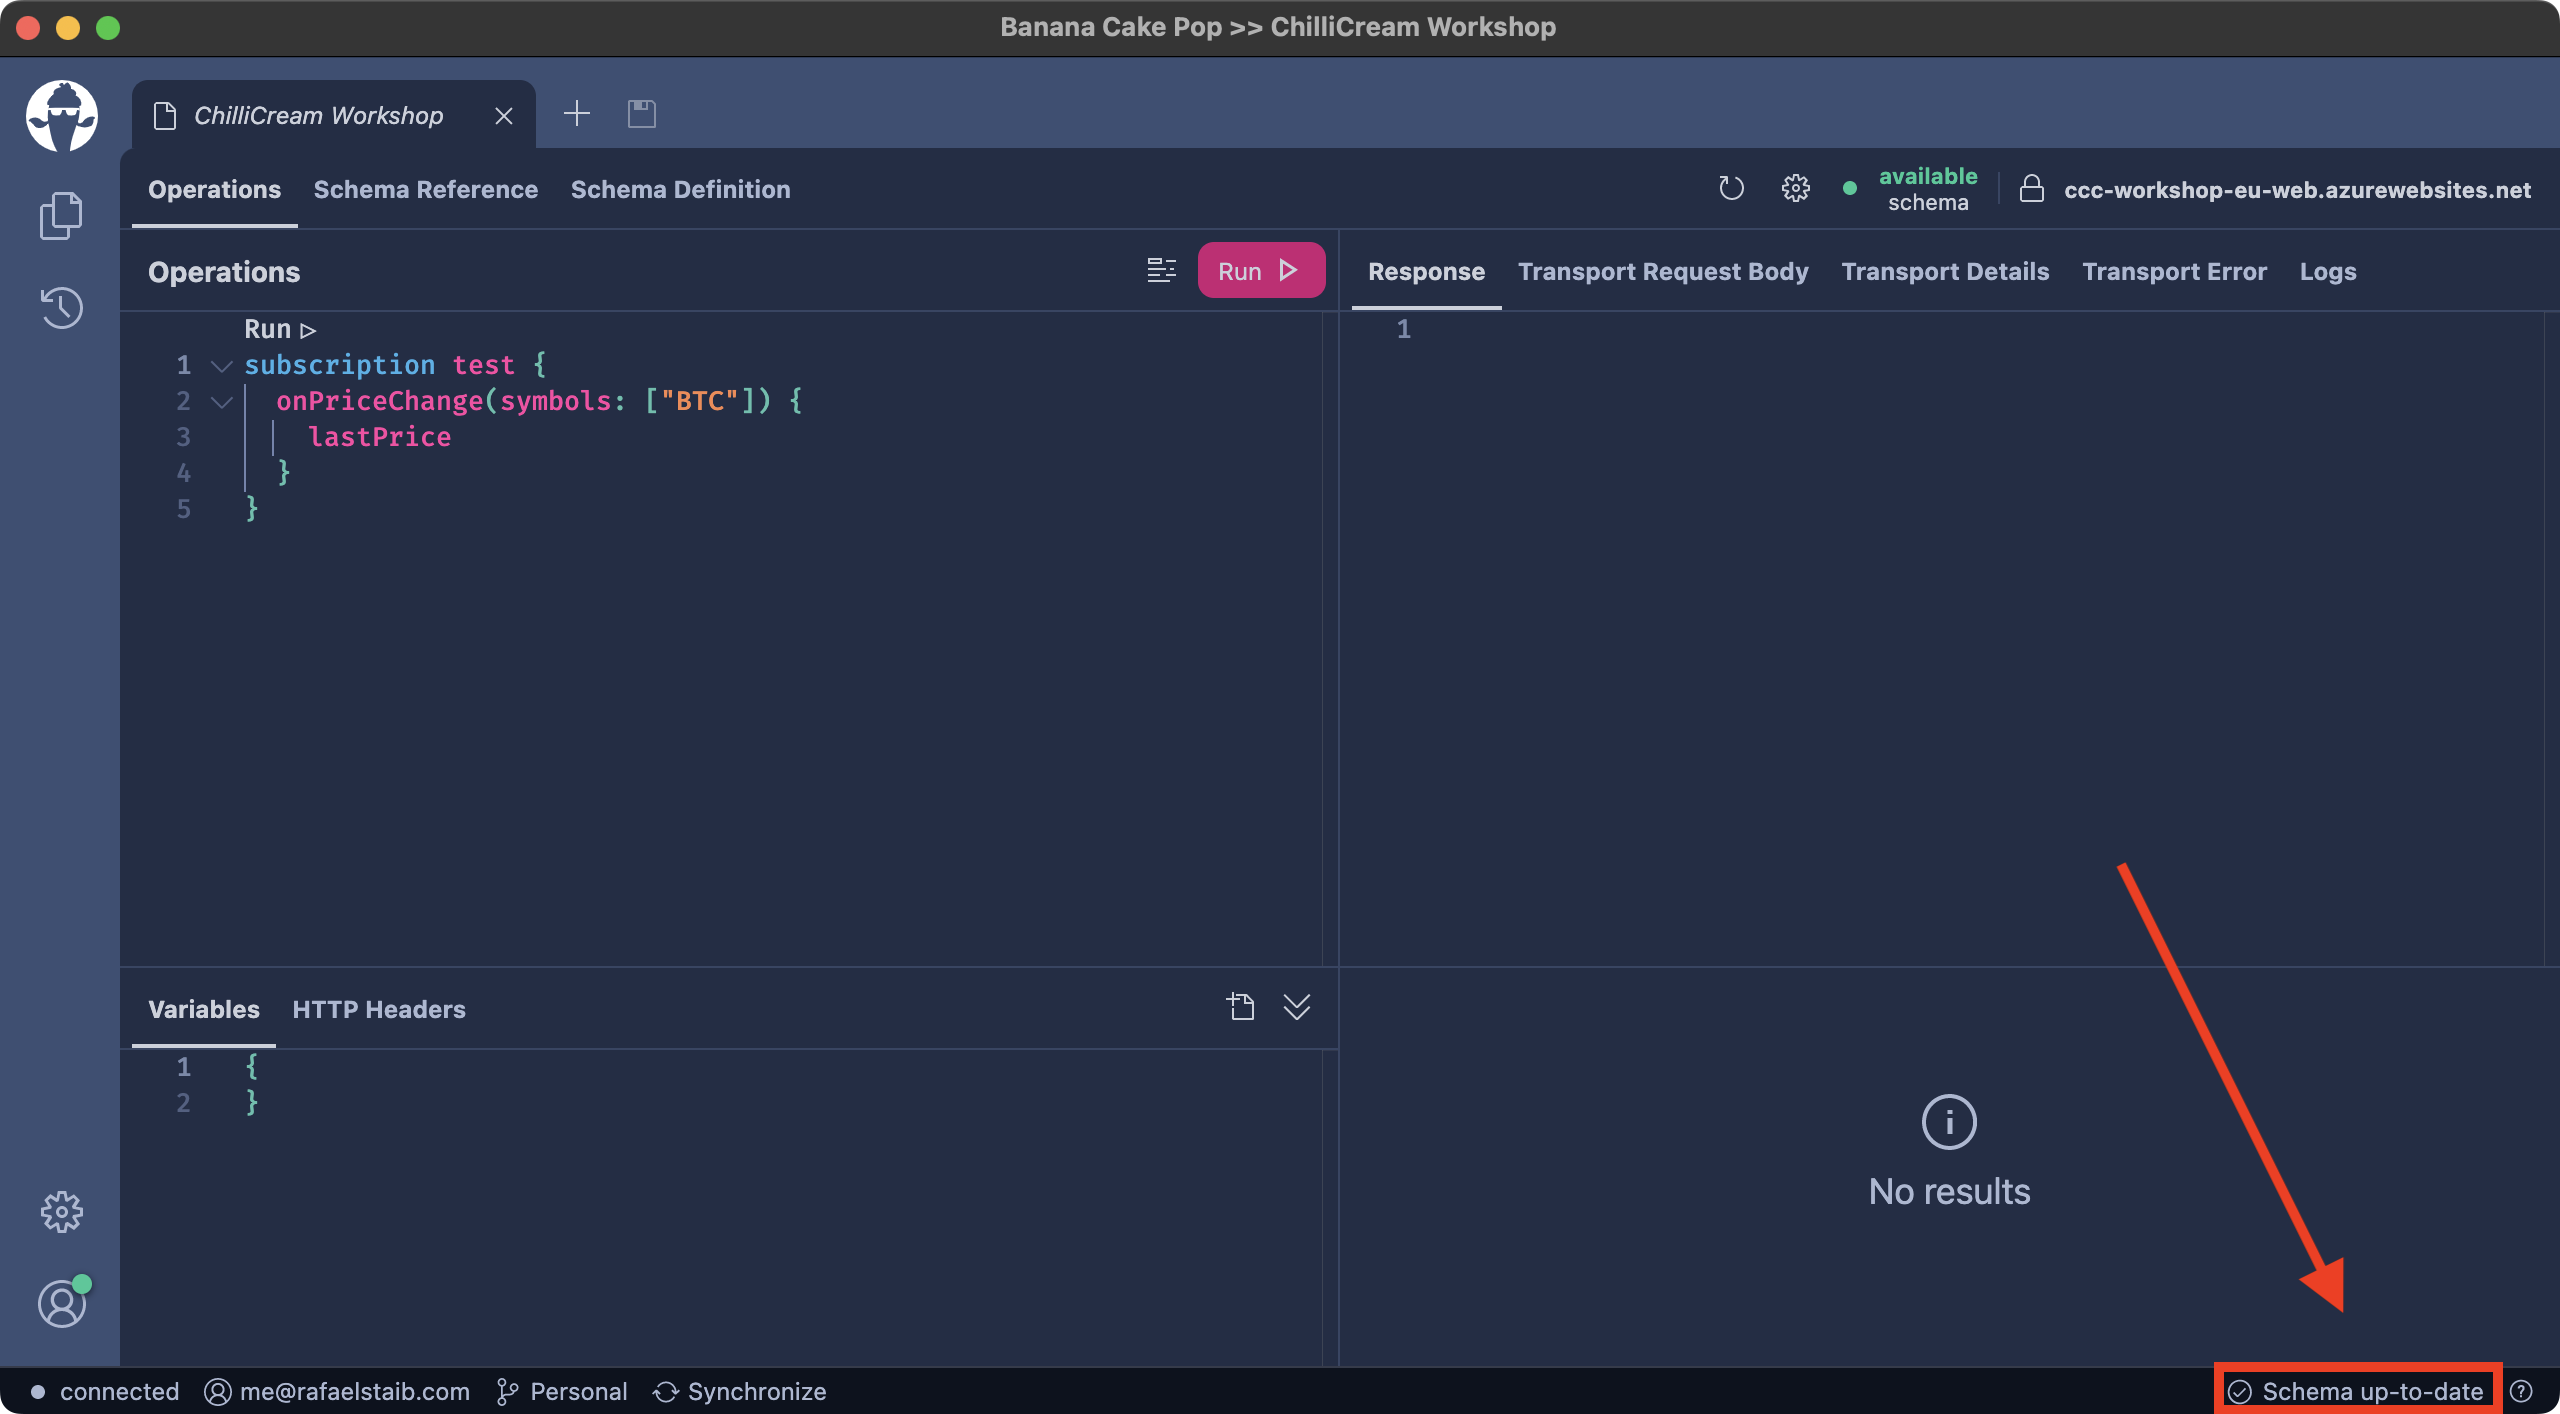 Banana Cake Pop >> ChilliCream Workshop
ChilliCream Workshop
Operations Schema Reference Schema Definition
available
schema
ccc-workshop-eu-web.azurewebsites.net
Operations
Run
Response Transport Request Body Transport Details Transport Error Logs
Run ▷
1 subscription test {
2 onPriceChange(symbols: ["BTC"]) {
3 lastPrice
4 }
5 }
1
Variables HTTP Headers
1 {
2 }
No results
connected me@rafaelstaib.com Personal Synchronize
Schema up-to-date